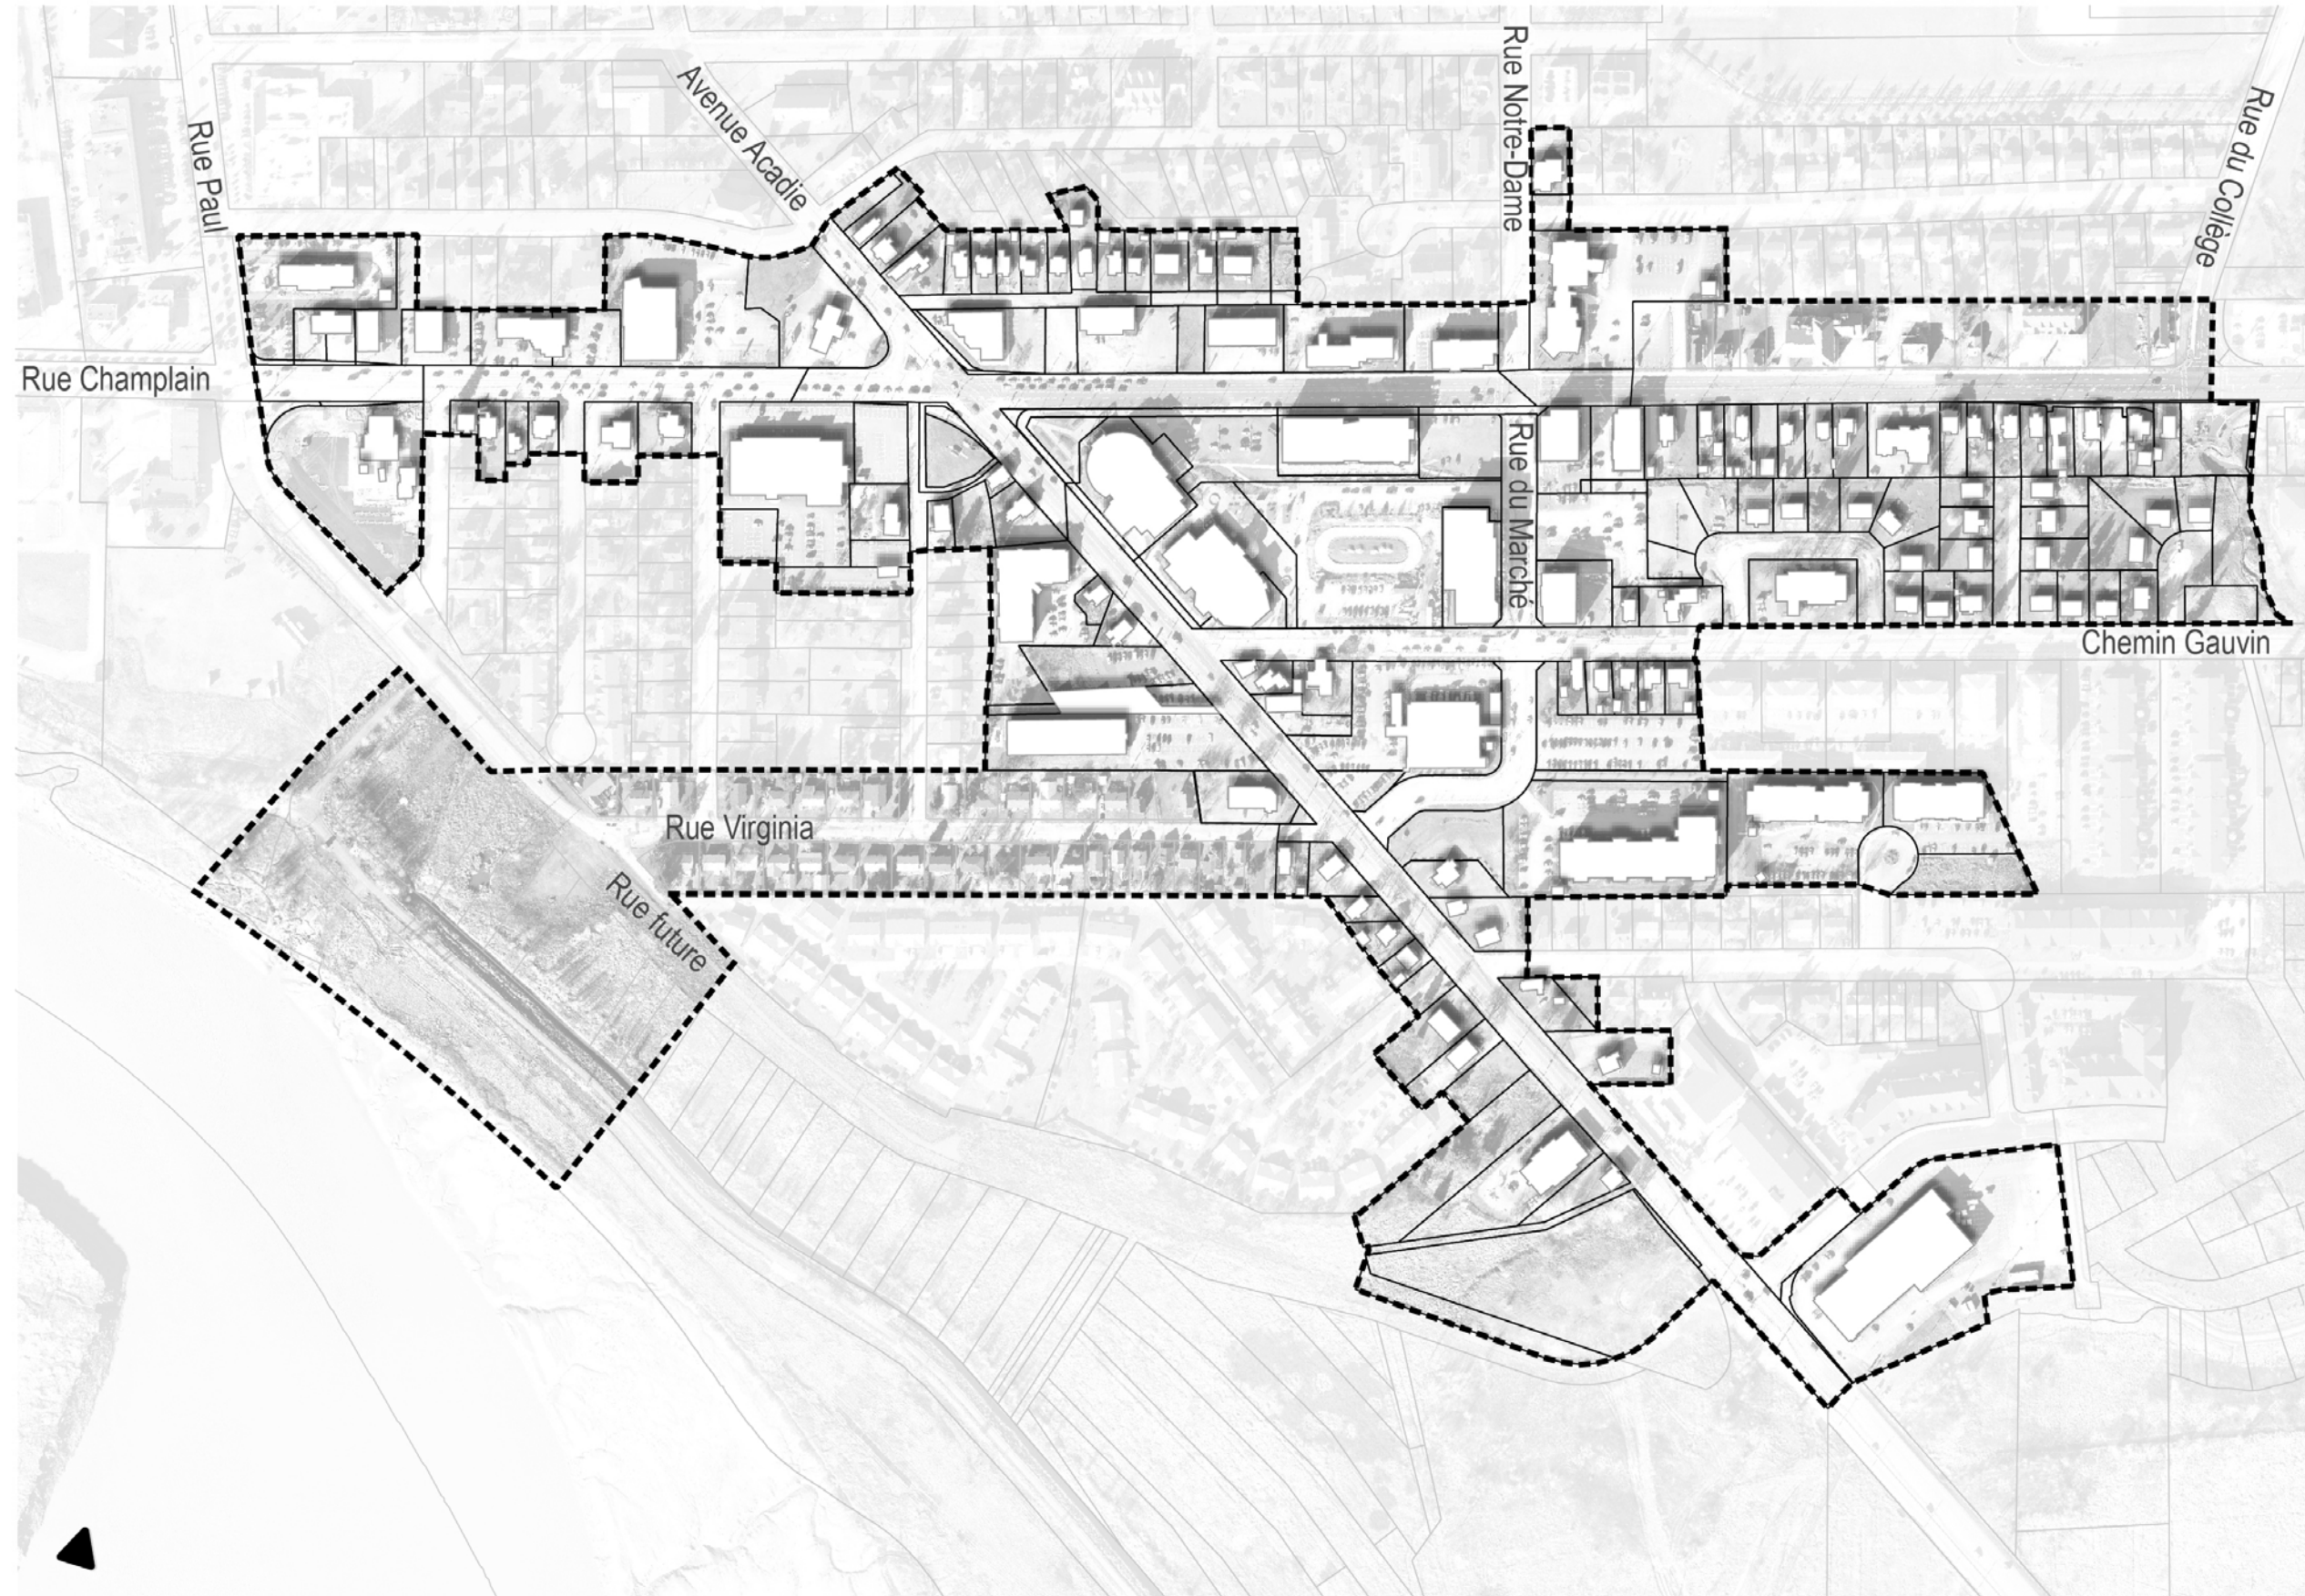 Rue Notre-Dame
Avenue Acadie
Rue du Collège
Rue Paul
Rue Champlain
Rue du Marché
Chemin Gauvin
Rue Virginia
Rue future